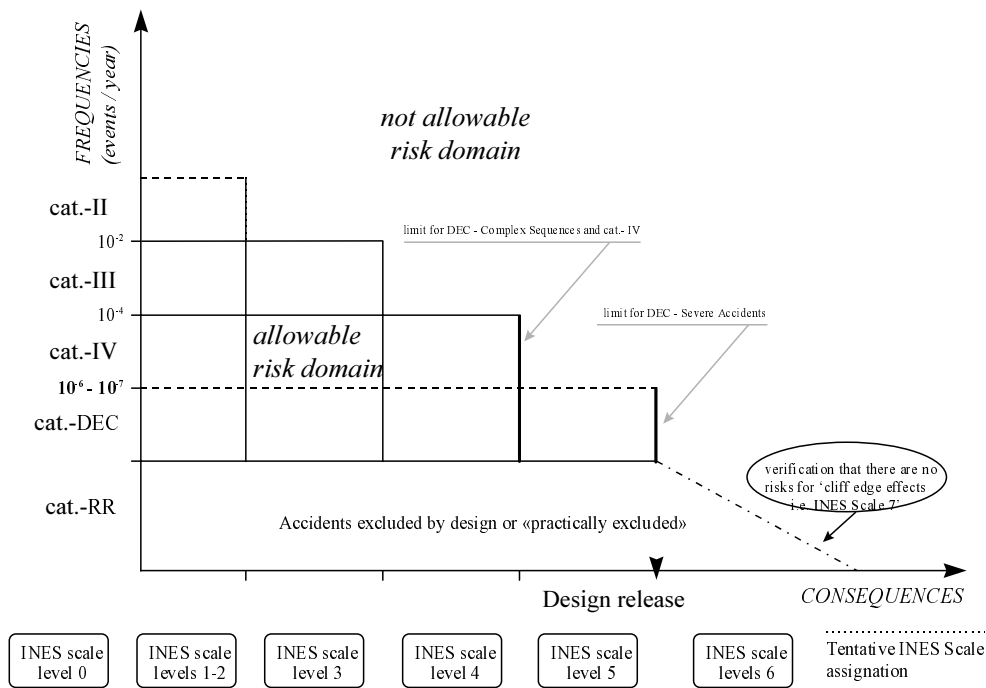 FREQUENCIES
(events / year)
not allowable
risk domain
cat.-II
limit for DEC - Complex Sequences and cat.- IV
10-2
cat.-III
limit for DEC - Severe Accidents
10-4
allowable
risk domain
cat.-IV
10-6 - 10-7
cat.-DEC
verification that there are no
risks for ‘cliff edge effects
i.e. INES Scale 7’
cat.-RR
Accidents excluded by design or «practically excluded»
Design release
CONSEQUENCES
INES scale
level 0
INES scale
levels 1-2
INES scale
level 3
INES scale
level 4
INES scale
level 5
INES scale
levels 6
Tentative INES Scale
assignation